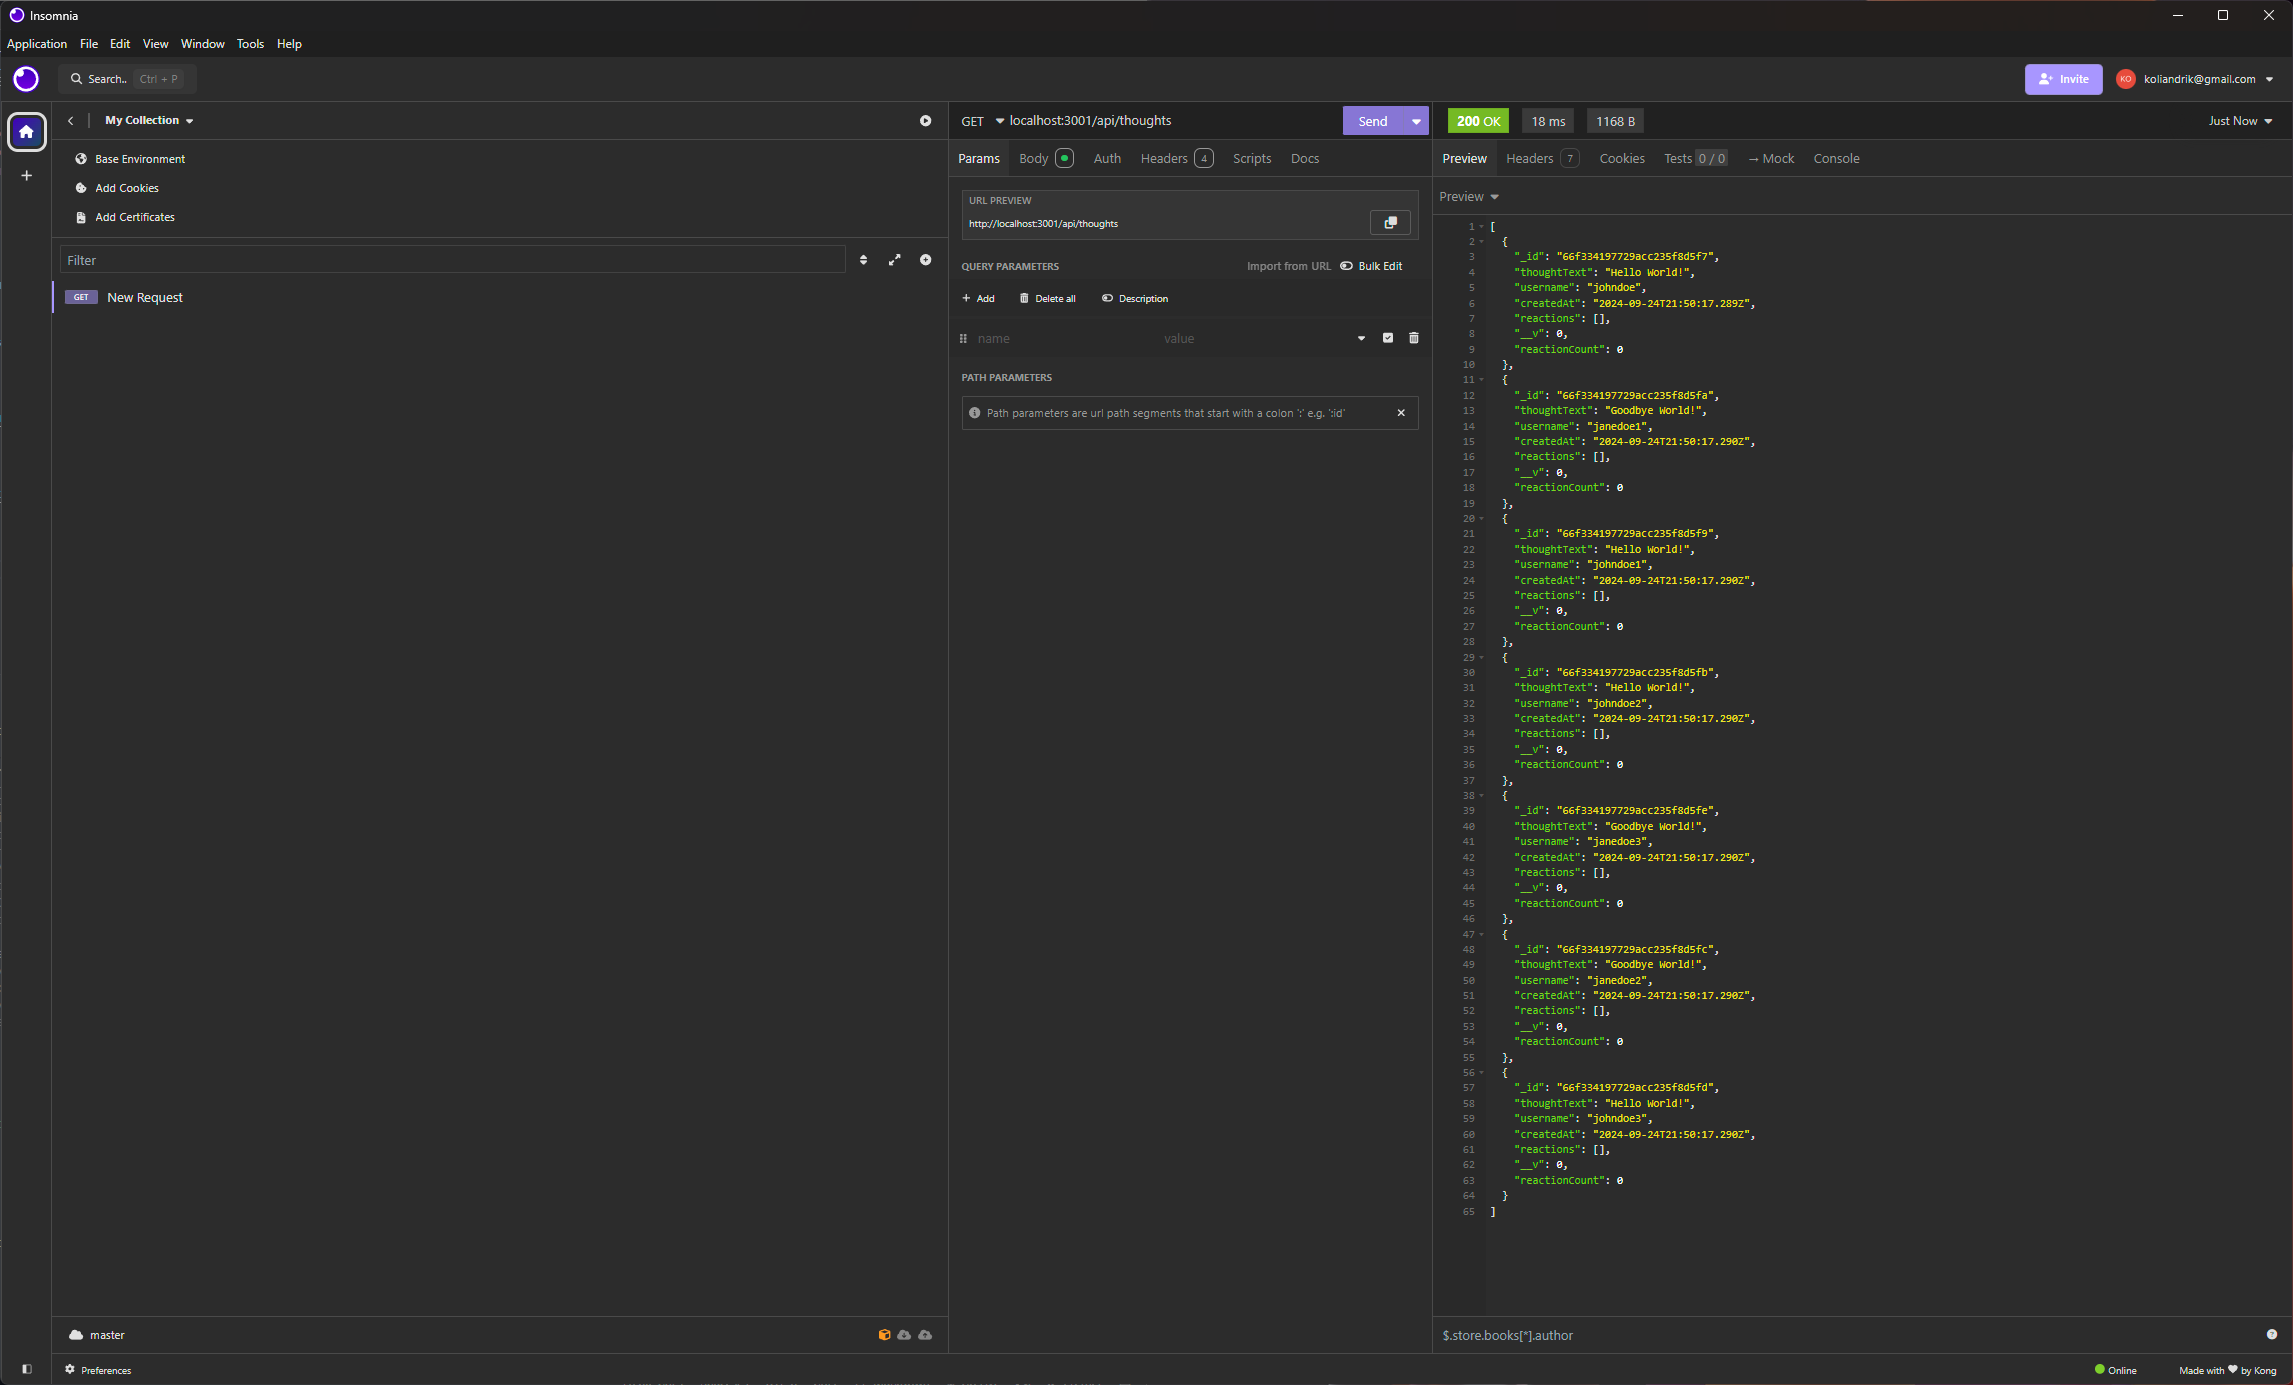 Insomnia
Application File Edit View Window Tools Help
Search.. Ctrl + P
Invite KO koliandrik@gmail.com
My Collection
Base Environment
Add Cookies
Add Certificates
Filter
GET New Request
master
Preferences
GET localhost:3001/api/thoughts Send
Params Body Auth Headers 4 Scripts Docs
URL PREVIEW
http://localhost:3001/api/thoughts
QUERY PARAMETERS Import from URL Bulk Edit
+ Add Delete all Description
name value
PATH PARAMETERS
Path parameters are url path segments that start with a colon ':' e.g. ':id'
200 OK 18 ms 1168 B Just Now
Preview Headers 7 Cookies Tests 0 / 0 → Mock Console
Preview
1 [
2 {
3 "_id": "66f334197729acc235f8d5f7",
4 "thoughtText": "Hello World!",
5 "username": "johndoe",
6 "createdAt": "2024-09-24T21:50:17.289Z",
7 "reactions": [],
8 "__v": 0,
9 "reactionCount": 0
10 },
11 {
12 "_id": "66f334197729acc235f8d5fa",
13 "thoughtText": "Goodbye World!",
14 "username": "janedoe1",
15 "createdAt": "2024-09-24T21:50:17.290Z",
16 "reactions": [],
17 "__v": 0,
18 "reactionCount": 0
19 },
20 {
21 "_id": "66f334197729acc235f8d5f9",
22 "thoughtText": "Hello World!",
23 "username": "johndoe1",
24 "createdAt": "2024-09-24T21:50:17.290Z",
25 "reactions": [],
26 "__v": 0,
27 "reactionCount": 0
28 },
29 {
30 "_id": "66f334197729acc235f8d5fb",
31 "thoughtText": "Hello World!",
32 "username": "johndoe2",
33 "createdAt": "2024-09-24T21:50:17.290Z",
34 "reactions": [],
35 "__v": 0,
36 "reactionCount": 0
37 },
38 {
39 "_id": "66f334197729acc235f8d5fe",
40 "thoughtText": "Goodbye World!",
41 "username": "janedoe3",
42 "createdAt": "2024-09-24T21:50:17.290Z",
43 "reactions": [],
44 "__v": 0,
45 "reactionCount": 0
46 },
47 {
48 "_id": "66f334197729acc235f8d5fc",
49 "thoughtText": "Goodbye World!",
50 "username": "janedoe2",
51 "createdAt": "2024-09-24T21:50:17.290Z",
52 "reactions": [],
53 "__v": 0,
54 "reactionCount": 0
55 },
56 {
57 "_id": "66f334197729acc235f8d5fd",
58 "thoughtText": "Hello World!",
59 "username": "johndoe3",
60 "createdAt": "2024-09-24T21:50:17.290Z",
61 "reactions": [],
62 "__v": 0,
63 "reactionCount": 0
64 }
65 ]
$.store.books[*].author
Online Made with ♥ by Kong